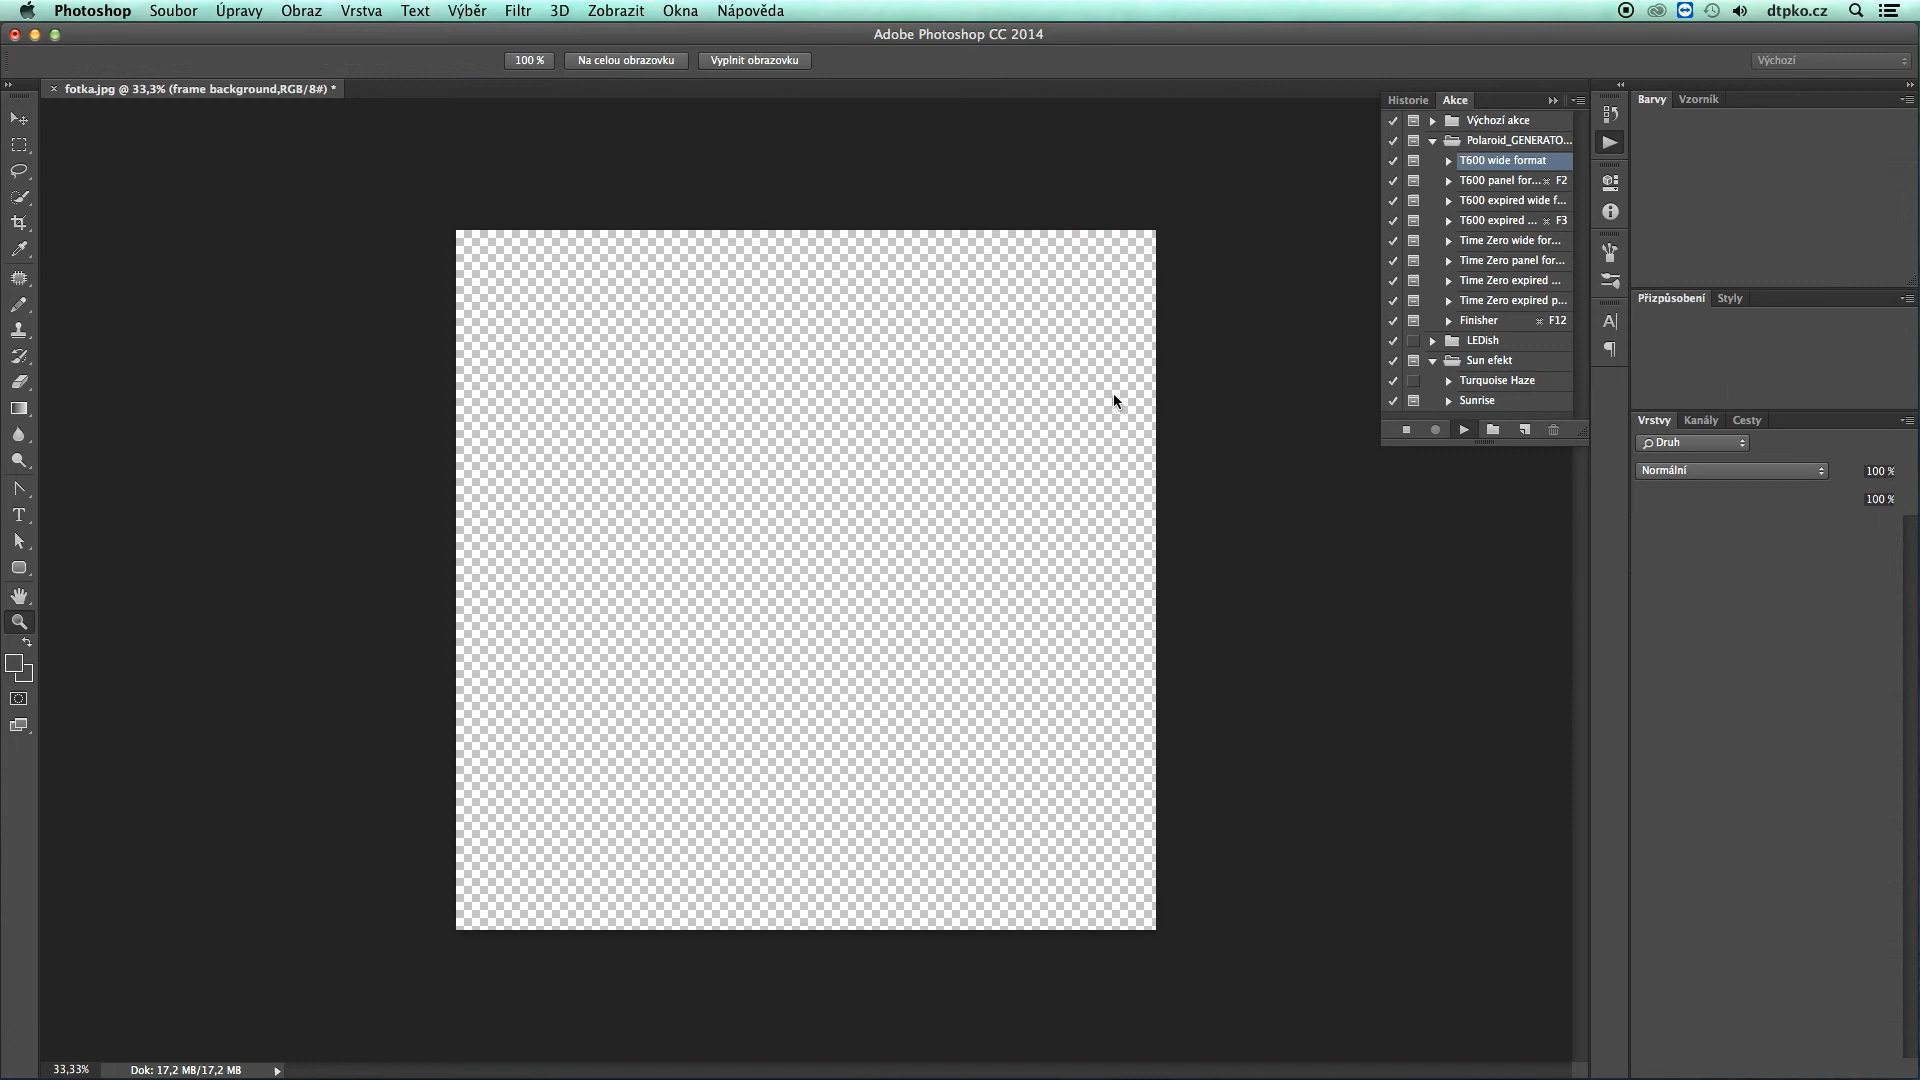 Photoshop Soubor Úpravy Obraz Vrstva Text Výběr Filtr 3D Zobrazit Okna Nápověda dtpko.cz
Adobe Photoshop CC 2014
100 % Na celou obrazovku Vyplnit obrazovku Výchozí
fotka.jpg @ 33,3% (frame background,RGB/8#) *
Historie Akce
Výchozí akce
Polaroid_GENERATO...
T600 wide format
T600 panel for... F2
T600 expired wide f...
T600 expired ... F3
Time Zero wide for...
Time Zero panel for...
Time Zero expired ...
Time Zero expired p...
Finisher F12
LEDish
Sun efekt
Turquoise Haze
Sunrise
Barvy Vzorník
Přizpůsobení Styly
Vrstvy Kanály Cesty
Druh
Normální 100 %
100 %
33,33% Dok: 17,2 MB/17,2 MB